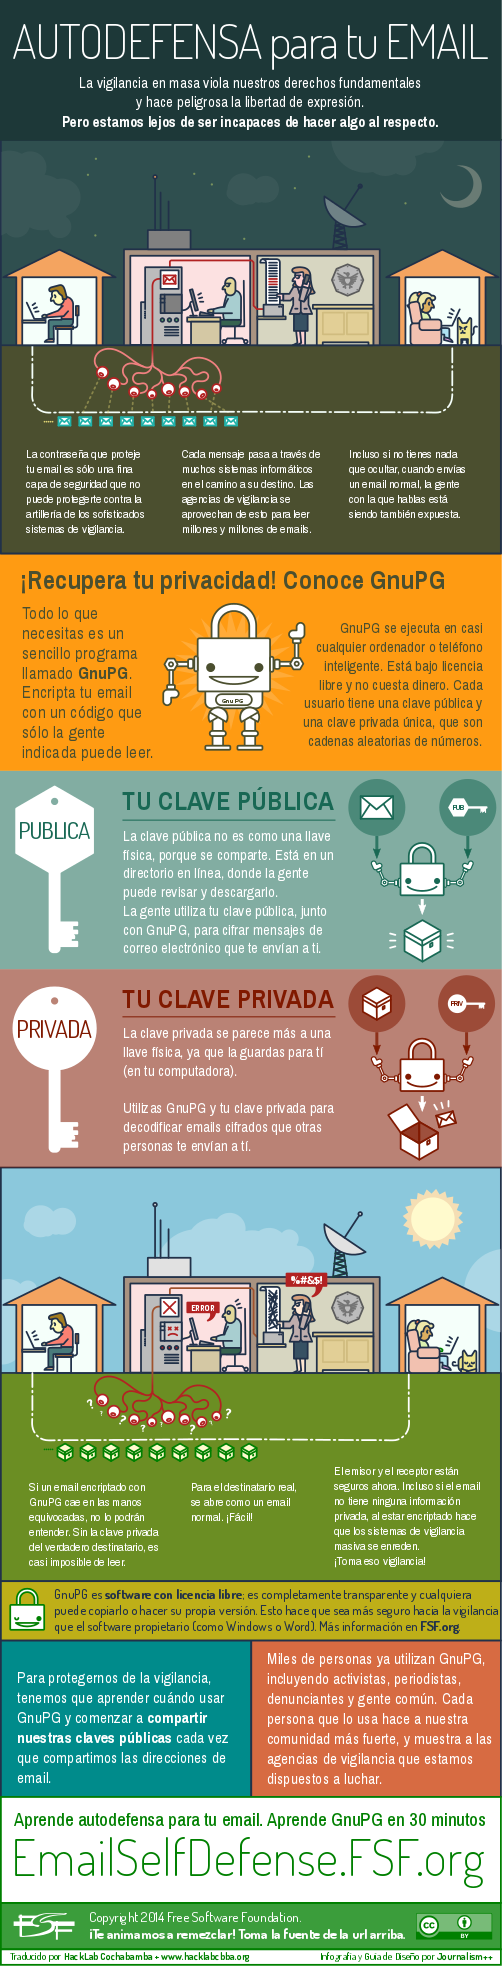 AUTODEFENSA para tu EMAIL
La vigilancia en masa viola nuestros derechos fundamentales
y hace peligrosa la libertad de expresión.
Pero estamos lejos de ser incapaces de hacer algo al respecto.
La contraseña que proteje
tu email es sólo una fina
capa de seguridad que no
puede protegerte contra la
artillería de los sofisticados
sistemas de vigilancia.
Cada mensaje pasa a través de
muchos sistemas informáticos
en el camino a su destino. Las
agencias de vigilancia se
aprovechan de esto para leer
millones y millones de emails.
Incluso si no tienes nada
que ocultar, cuando envías
un email normal, la gente
con la que hablas está
siendo también expuesta.
¡Recupera tu privacidad! Conoce GnuPG
Todo lo que
necesitas es un
sencillo programa
llamado GnuPG.
Encripta tu email
con un código que
sólo la gente
indicada puede leer.
Gnu PG
GnuPG se ejecuta en casi
cualquier ordenador o teléfono
inteligente. Está bajo licencia
libre y no cuesta dinero. Cada
usuario tiene una clave pública y
una clave privada única, que son
cadenas aleatorias de números.
PUBLICA
TU CLAVE PÚBLICA
La clave pública no es como una llave
física, porque se comparte. Está en un
directorio en línea, donde la gente
puede revisar y descargarlo.
La gente utiliza tu clave pública, junto
con GnuPG, para cifrar mensajes de
correo electrónico que te envían a ti.
PUB
PRIVADA
TU CLAVE PRIVADA
La clave privada se parece más a una
llave física, ya que la guardas para tí
(en tu computadora).
Utilizas GnuPG y tu clave privada para
decodificar emails cifrados que otras
personas te envían a tí.
PRIV
%#&$!
ERROR
? ? ? ? ? ?
Si un email encriptado con
GnuPG cae en las manos
equivocadas, no lo podrán
entender. Sin la clave privada
del verdadero destinatario, es
casi imposible de leer.
Para el destinatario real,
se abre como un email
normal. ¡Fácil!
El emisor y el receptor están
seguros ahora. Incluso si el email
no tiene ninguna información
privada, al estar encriptado hace
que los sistemas de vigilancia
masiva se enreden.
¡Toma eso vigilancia!
GnuPG es software con licencia libre; es completamente transparente y cualquiera
puede copiarlo o hacer su propia versión. Esto hace que sea más seguro hacia la vigilancia
que el software propietario (como Windows o Word). Más información en FSF.org.
Para protegernos de la vigilancia,
tenemos que aprender cuándo usar
GnuPG y comenzar a compartir
nuestras claves públicas cada vez
que compartimos las direcciones de
email.
Miles de personas ya utilizan GnuPG,
incluyendo activistas, periodistas,
denunciantes y gente común. Cada
persona que lo usa hace a nuestra
comunidad más fuerte, y muestra a las
agencias de vigilancia que estamos
dispuestos a luchar.
Aprende autodefensa para tu email. Aprende GnuPG en 30 minutos
EmailSelfDefense.FSF.org
FSF
Copyright 2014 Free Software Foundation.
¡Te animamos a remezclar! Toma la fuente de la url arriba.
cc
BY
Traducido por HackLab Cochabamba + www.hacklabcbba.org
Infografía y Guia de Diseño por Journalism++